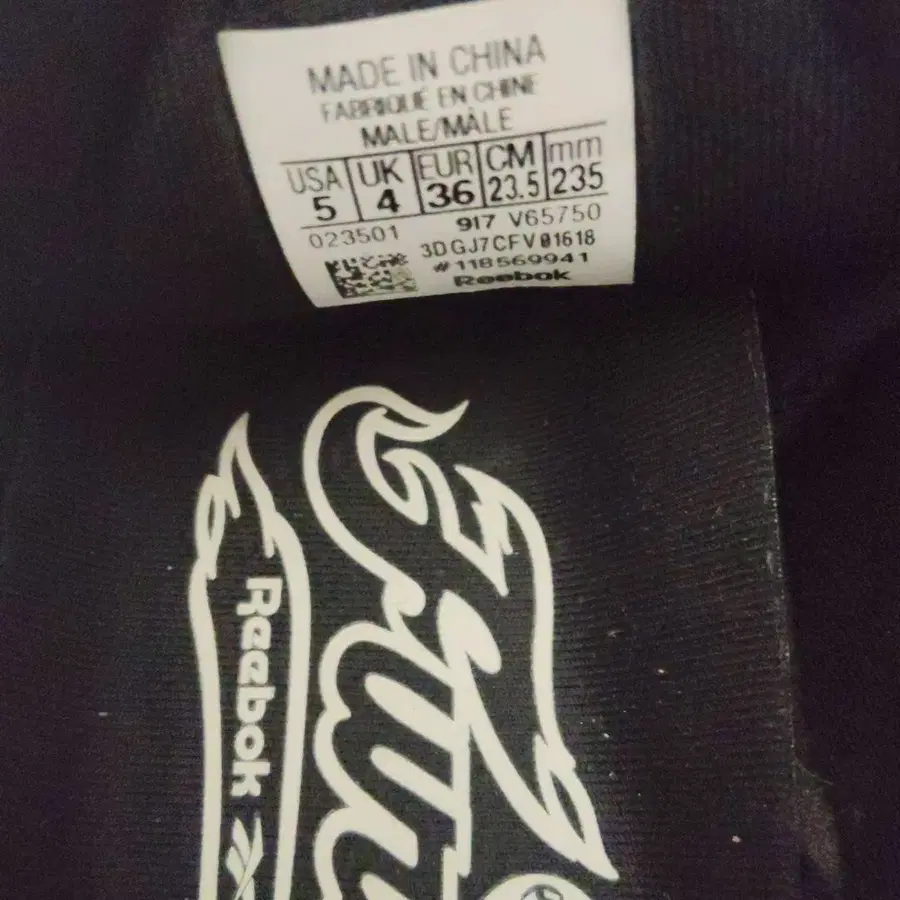 MADE IN CHINA
FABRIQUÉ EN CHINE
MALE/MÂLE
USA UK EUR CM mm
5 4 36 23.5 235
023501 917 V65750
3DGJ7CFV01618
#118569941
Reebok
Reebok